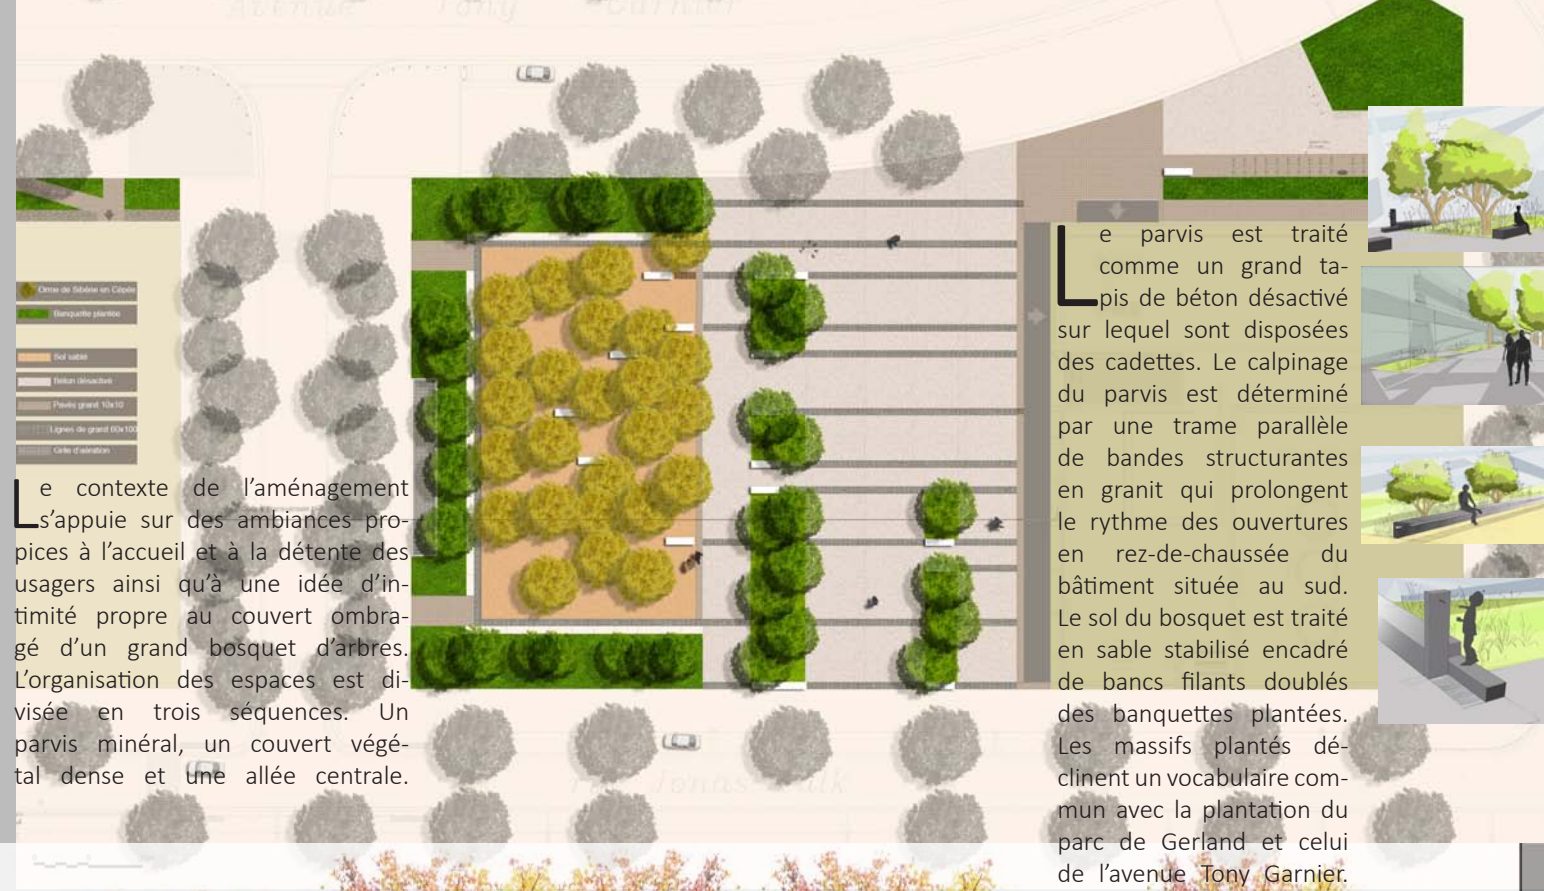 Avenue Tony Garnier
Orme de Sibérie en Cépée
Banquette plantée
Sol sablé
Béton désactivé
Pavés granit 10x10
Lignes de granit 60x100
Grille d'aération
Le contexte de l’aménagement
s’appuie sur des ambiances pro-
pices à l’accueil et à la détente des
usagers ainsi qu’à une idée d’in-
timité propre au couvert ombra-
gé d’un grand bosquet d’arbres.
L’organisation des espaces est di-
visée en trois séquences. Un
parvis minéral, un couvert végé-
tal dense et une allée centrale.
Le parvis est traité
comme un grand ta-
pis de béton désactivé
sur lequel sont disposées
des cadettes. Le calpinage
du parvis est déterminé
par une trame parallèle
de bandes structurantes
en granit qui prolongent
le rythme des ouvertures
en rez-de-chaussée du
bâtiment située au sud.
Le sol du bosquet est traité
en sable stabilisé encadré
de bancs filants doublés
des banquettes plantées.
Les massifs plantés dé-
clinent un vocabulaire com-
mun avec la plantation du
parc de Gerland et celui
de l’avenue Tony Garnier.
Jonas Salk